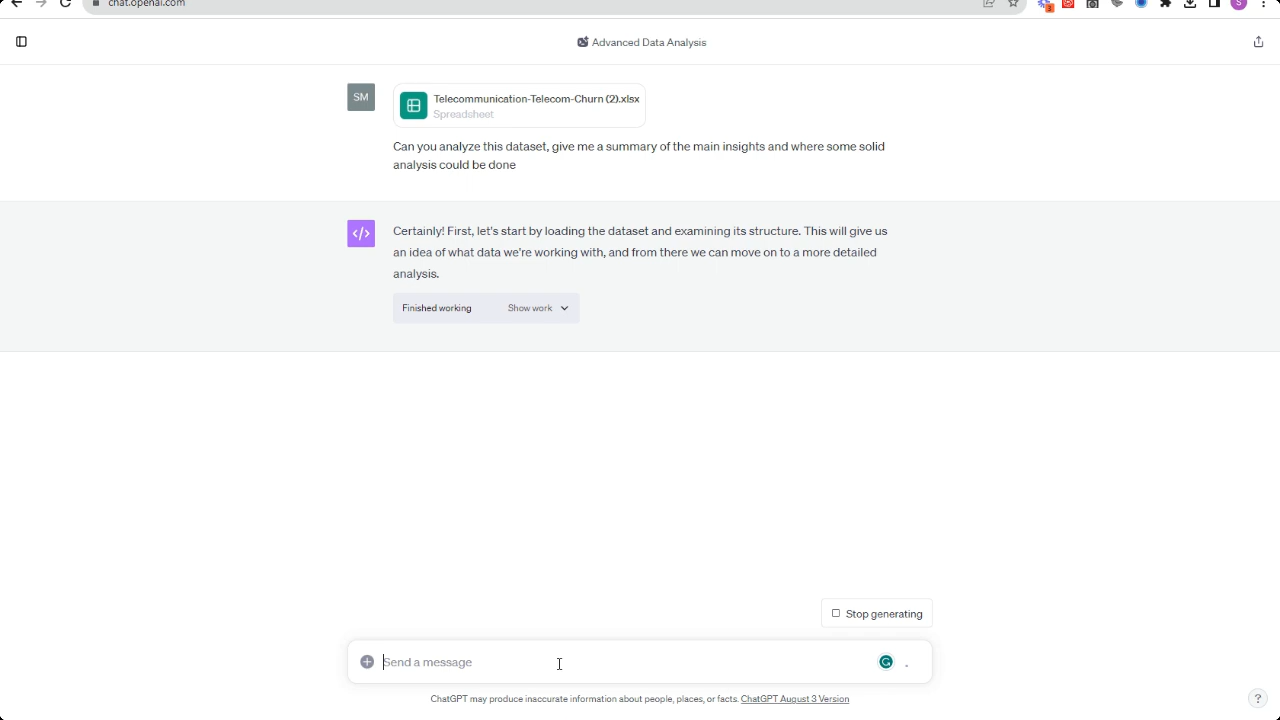 chat.openai.com
3
S
Advanced Data Analysis
SM
Telecommunication-Telecom-Churn (2).xlsx
Spreadsheet
Can you analyze this dataset, give me a summary of the main insights and where some solid
analysis could be done
</>
Certainly! First, let's start by loading the dataset and examining its structure. This will give us
an idea of what data we're working with, and from there we can move on to a more detailed
analysis.
Finished working Show work
Stop generating
Send a message
ChatGPT may produce inaccurate information about people, places, or facts. ChatGPT August 3 Version
?